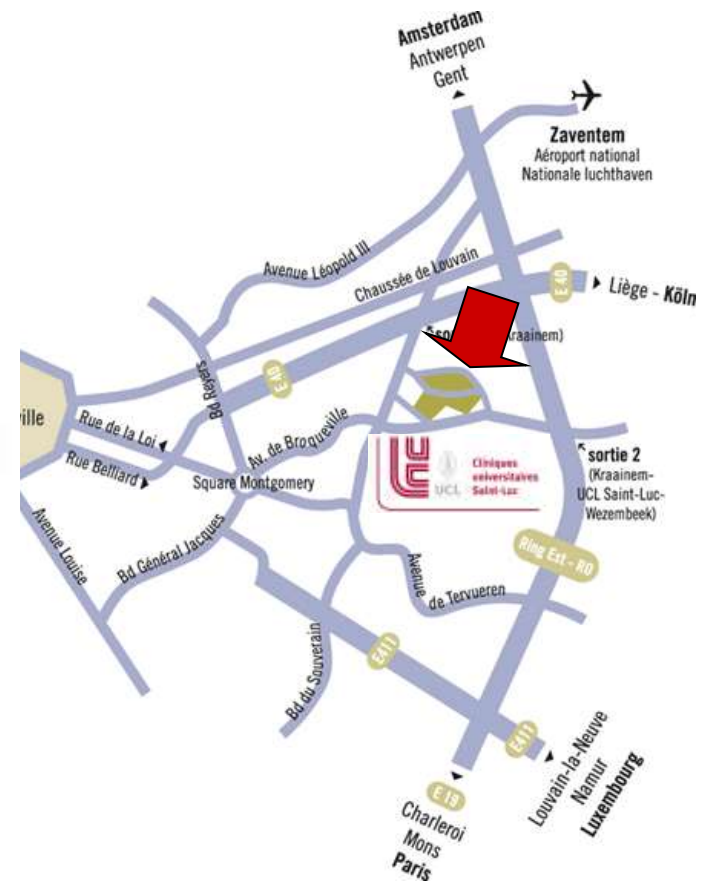 Amsterdam
Antwerpen
Gent
Zaventem
Aéroport national
Nationale luchthaven
Avenue Léopold III
Chaussée de Louvain
E 40
Liège - Köln
so
raainem)
Bd Reyers
E40
ville
Rue de la Loi
Av. de Broqueville
Rue Belliard
Square Montgomery
UCL
Cliniques
universitaires
Saint-Luc
sortie 2
(Kraainem-
UCL Saint-Luc-
Wezembeek)
Avenue Louise
Bd Général Jacques
Ring Est - R0
Avenue
de Tervueren
Bd du Souverain
E411
E411
Louvain-la-Neuve
Namur
Luxembourg
E 19
Charleroi
Mons
Paris